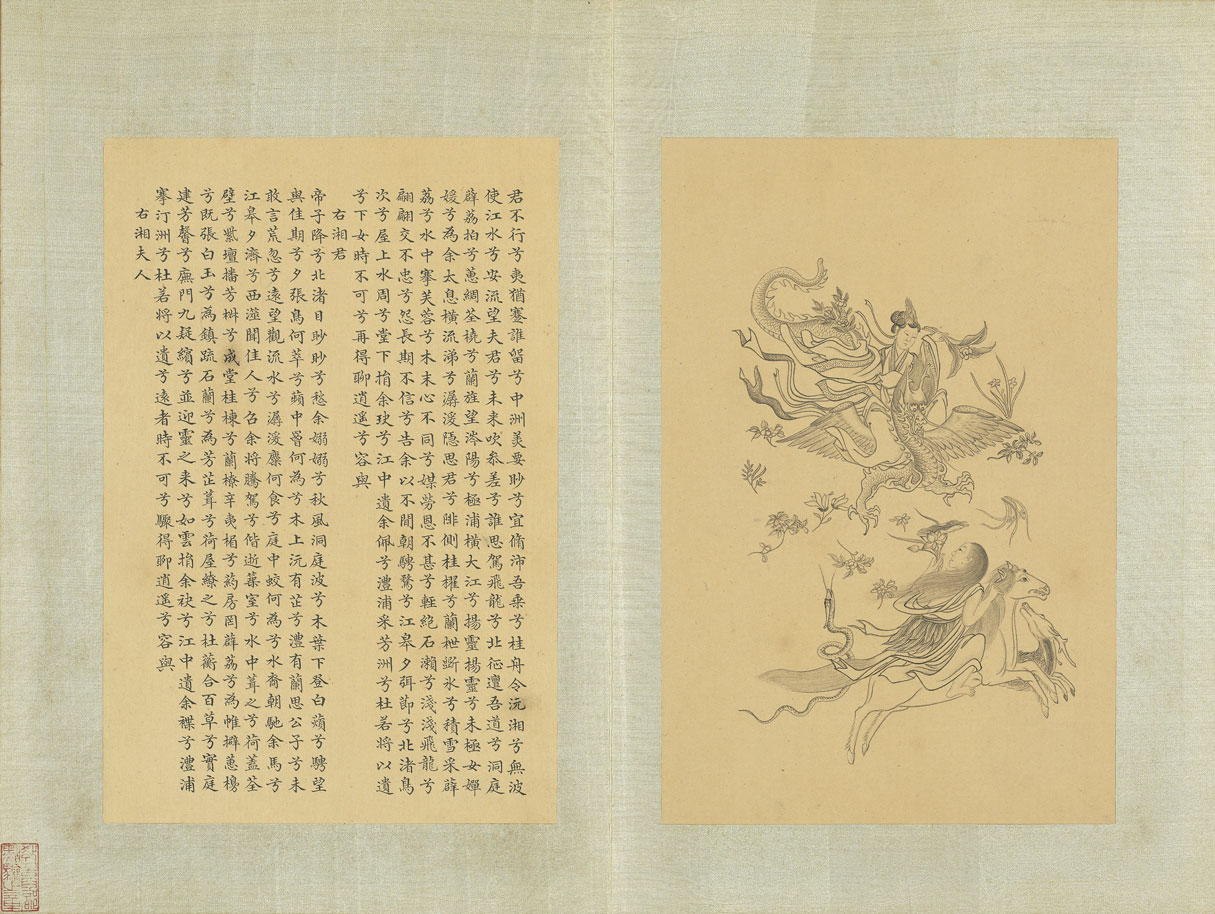 君不行兮夷猶蹇誰留兮中洲美要眇兮宜脩沛吾乘兮桂舟令沅湘兮無波
使江水兮安流望夫君兮未來吹參差兮誰思駕飛龍兮北征邅吾道兮洞庭
薜荔拍兮蕙綢荃橈兮蘭旌望涔陽兮極浦橫大江兮揚靈揚靈兮未極女嬋
媛兮為余太息橫流涕兮潺湲隱思君兮陫側桂櫂兮蘭枻斲冰兮積雪采薜
荔兮水中搴芙蓉兮木末心不同兮媒勞恩不甚兮輕絕石瀨兮淺淺飛龍兮
翩翩交不忠兮怨長期不信兮告余以不閒朝騁騖兮江皋夕弭節兮北渚鳥
次兮屋上水周兮堂下捐余玦兮江中遺余佩兮澧浦采芳洲兮杜若將以遺
兮下女時不可兮再得聊逍遙兮容與
右湘君
帝子降兮北渚目眇眇兮愁余嫋嫋兮秋風洞庭波兮木葉下登白薠兮騁望
與佳期兮夕張鳥何萃兮蘋中罾何為兮木上沅有芷兮澧有蘭思公子兮未
敢言荒忽兮遠望觀流水兮潺湲麋何食兮庭中蛟何為兮水裔朝馳余馬兮
江皋夕濟兮西澨聞佳人兮召余將騰駕兮偕逝築室兮水中葺之兮荷蓋荃
壁兮紫壇播芳椒兮成堂桂棟兮蘭橑辛夷楣兮葯房罔薜荔兮為帷擗蕙櫋
兮既張白玉兮為鎮疏石蘭兮為芳芷葺兮荷屋繚之兮杜蘅合百草兮實庭
建芳馨兮廡門九疑繽兮並迎靈之來兮如雲捐余袂兮江中遺余褋兮澧浦
搴汀洲兮杜若將以遺兮遠者時不可兮驟得聊逍遙兮容與
右湘夫人